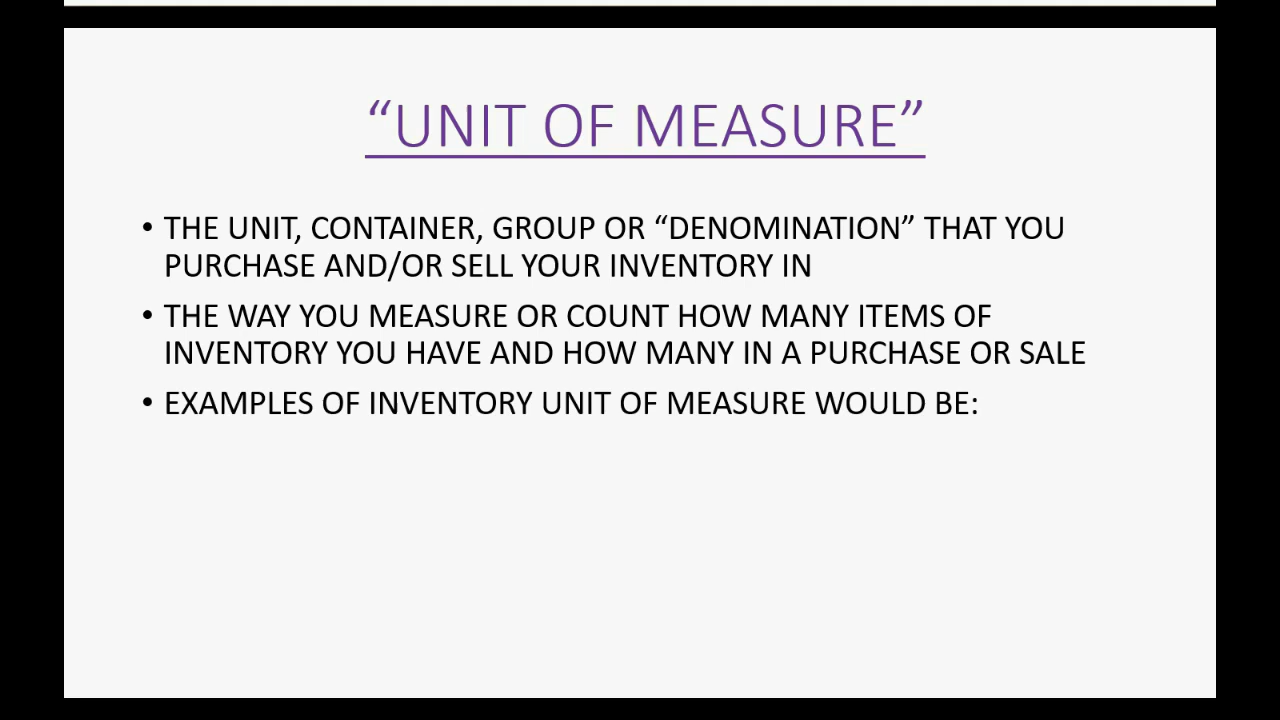 “UNIT OF MEASURE”
• THE UNIT, CONTAINER, GROUP OR “DENOMINATION” THAT YOU
PURCHASE AND/OR SELL YOUR INVENTORY IN
• THE WAY YOU MEASURE OR COUNT HOW MANY ITEMS OF
INVENTORY YOU HAVE AND HOW MANY IN A PURCHASE OR SALE
• EXAMPLES OF INVENTORY UNIT OF MEASURE WOULD BE: